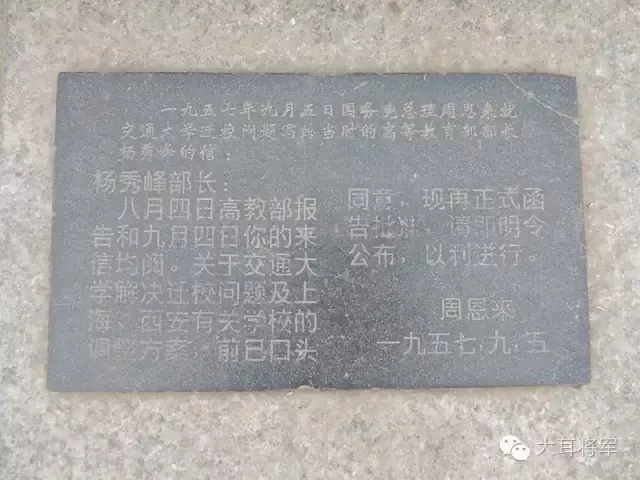 一九五七年九月五日国务院总理周恩来就
交通大学迁校问题写给当时的高等教育部部长
杨秀峰的信：
杨秀峰部长：
八月四日高教部报
告和九月四日你的来
信均阅。关于交通大
学解决迁校问题及上
海、西安有关学校的
调整方案，前已口头
同意，现再正式函
告批准，请即明令
公布，以利进行。
周恩来
一九五七，九，五
大耳将军